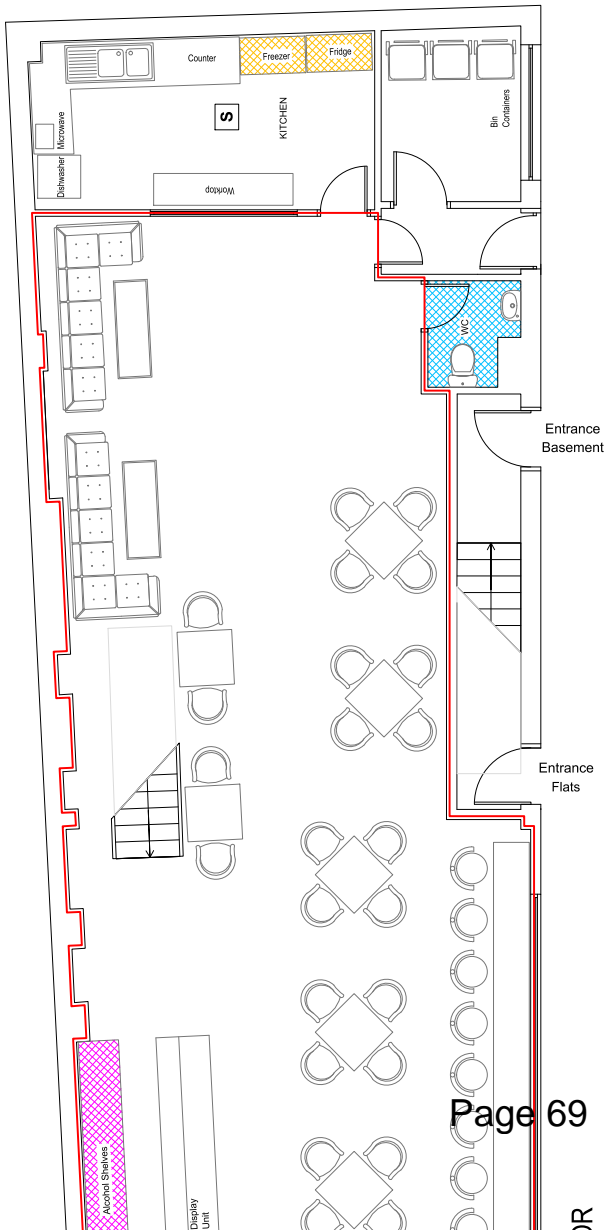 Counter
Freezer
Fridge
Microwave
Dishwasher
S
KITCHEN
Worktop
Bin
Containers
WC
Entrance
Basement
Entrance
Flats
Page 69
Alcohol Shelves
Display
Unit
OR